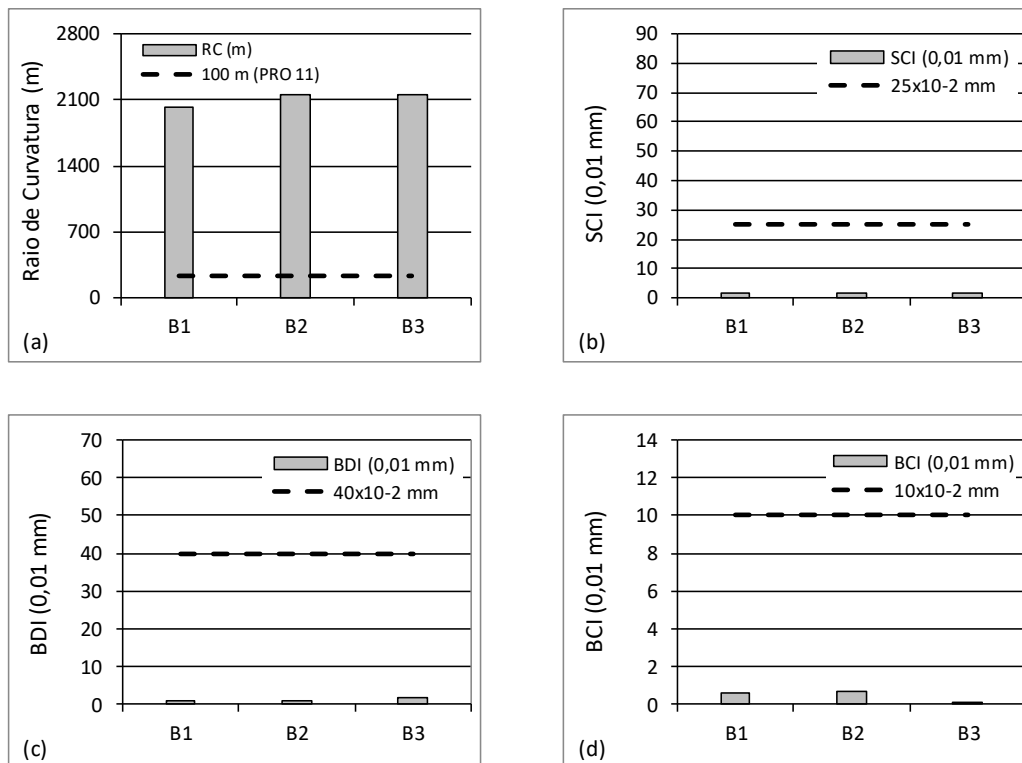 2800
2100
1400
700
0
Raio de Curvatura (m)
RC (m)
100 m (PRO 11)
B1 B2 B3
(a)
90
80
70
60
50
40
30
20
10
0
SCI (0,01 mm)
SCI (0,01 mm)
25x10-2 mm
B1 B2 B3
(b)
70
60
50
40
30
20
10
0
BDI (0,01 mm)
BDI (0,01 mm)
40x10-2 mm
B1 B2 B3
(c)
14
12
10
8
6
4
2
0
BCI (0,01 mm)
BCI (0,01 mm)
10x10-2 mm
B1 B2 B3
(d)